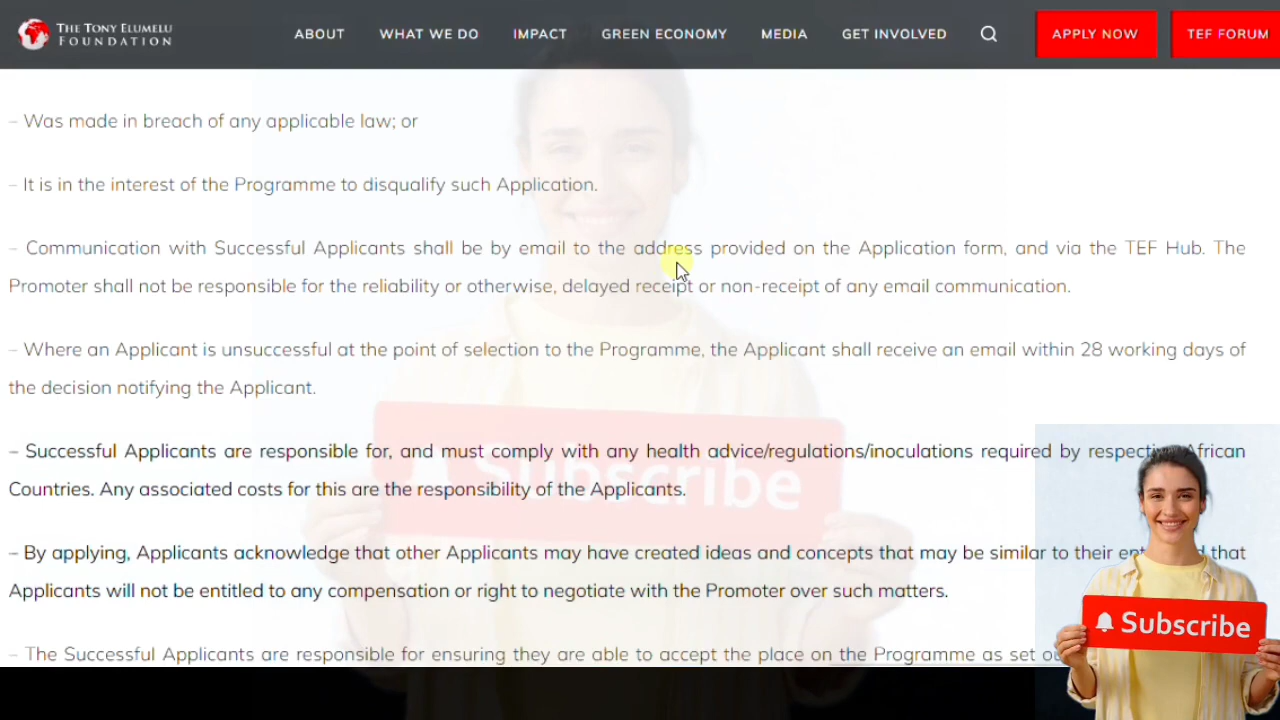 THE TONY ELUMELU
FOUNDATION
ABOUT
WHAT WE DO
IMPACT
GREEN ECONOMY
MEDIA
GET INVOLVED
APPLY NOW
TEF FORUM
– Was made in breach of any applicable law; or
– It is in the interest of the Programme to disqualify such Application.
– Communication with Successful Applicants shall be by email to the address provided on the Application form, and via the TEF Hub. The
Promoter shall not be responsible for the reliability or otherwise, delayed receipt or non-receipt of any email communication.
– Where an Applicant is unsuccessful at the point of selection to the Programme, the Applicant shall receive an email within 28 working days of
the decision notifying the Applicant.
– Successful Applicants are responsible for, and must comply with any health advice/regulations/inoculations required by African
Countries. Any associated costs for this are the responsibility of the Applicants.
– By applying, Applicants acknowledge that other Applicants may have created ideas and concepts that may be similar to their that
Applicants will not be entitled to any compensation or right to negotiate with the Promoter over such matters.
– The Successful Applicants are responsible for ensuring they are able to accept the place on the Programme as set
Subscribe
Subscribe